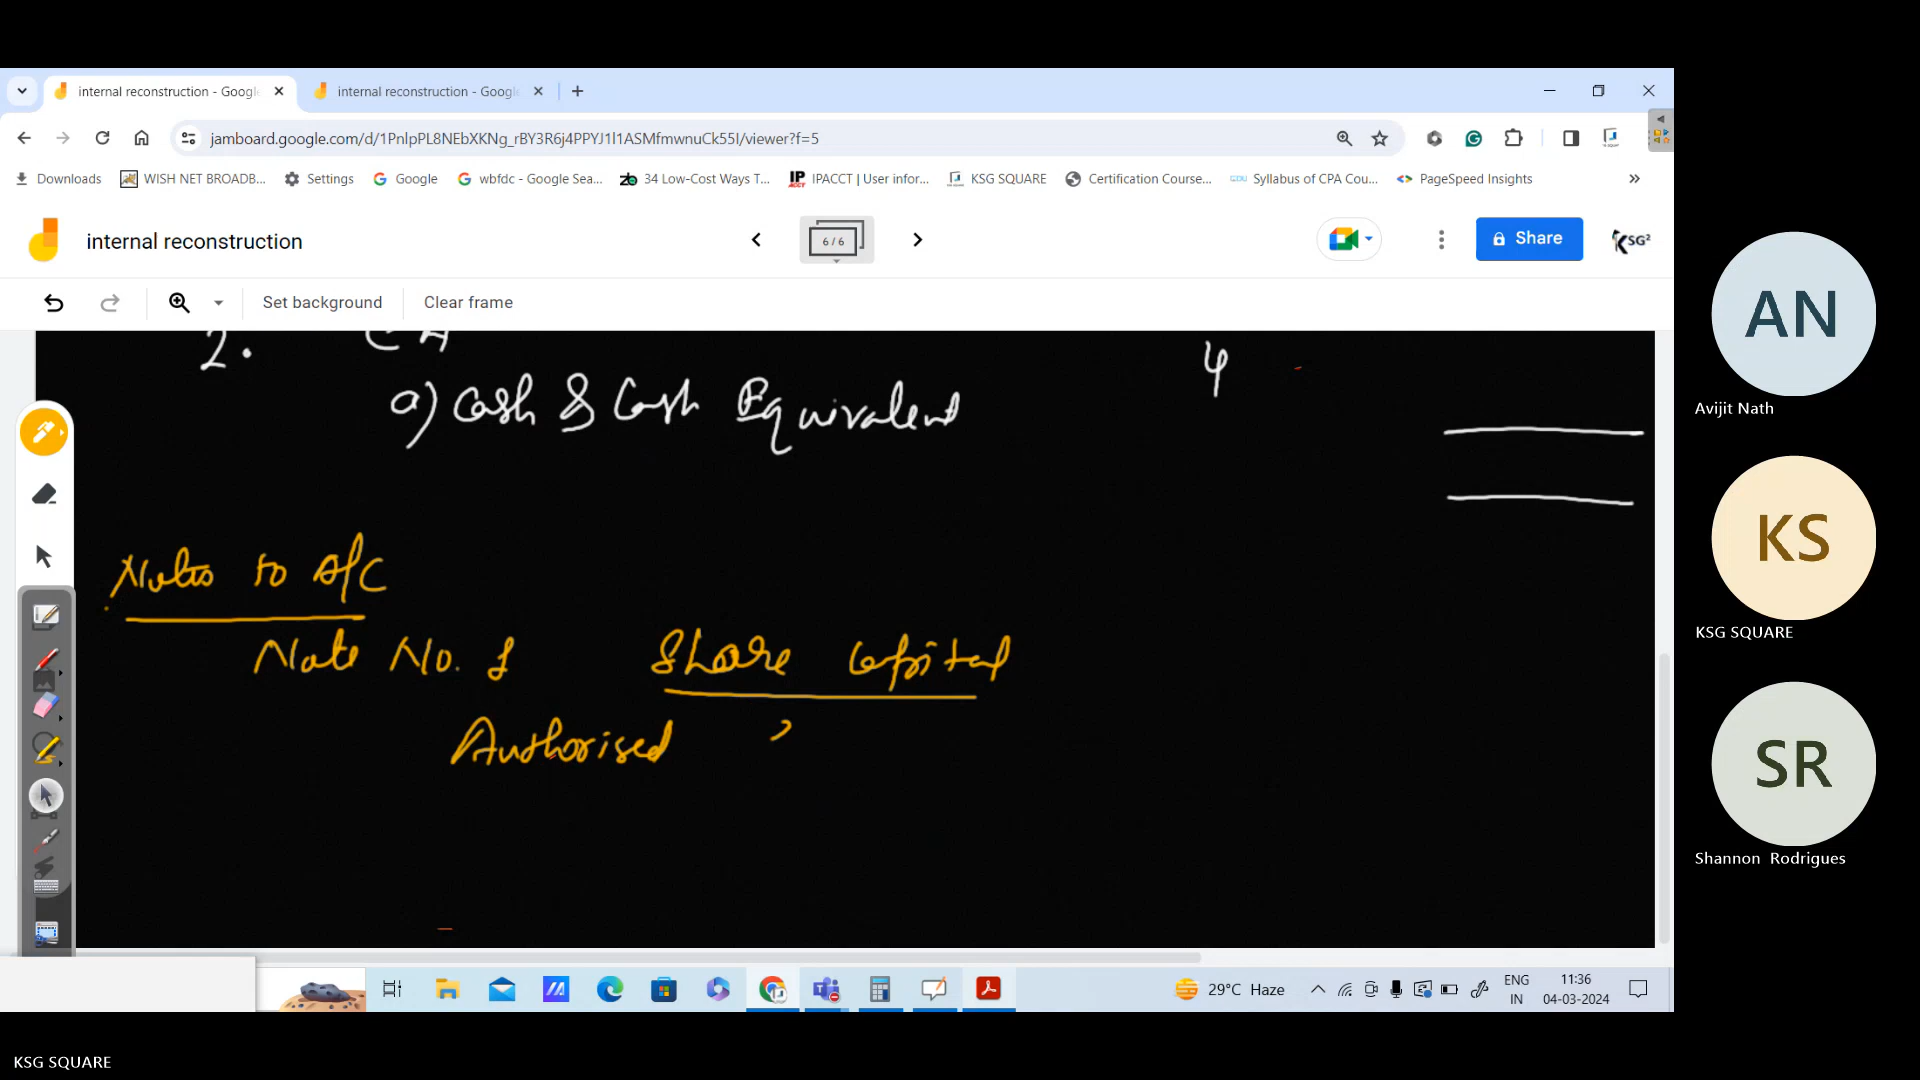 internal reconstruction - Googl
internal reconstruction - Googl
jamboard.google.com/d/1PnlpPL8NEbXKNg_rBY3R6j4PPYJ1l1ASMfmwnuCk55I/viewer?f=5
Downloads
WISH NET BROADB...
Settings
Google
wbfdc - Google Sea...
34 Low-Cost Ways T...
IPACCT | User infor...
KSG SQUARE
Certification Course...
Syllabus of CPA Cou...
PageSpeed Insights
internal reconstruction
6 / 6
Share
KSG²
Set background
Clear frame
2. CA
a) Cash & Cash Equivalent 4
Notes to A/C
Note No. 1 Share Capital
Authorised
AN
Avijit Nath
KS
KSG SQUARE
SR
Shannon Rodrigues
29°C Haze
ENG
IN
11:36
04-03-2024
KSG SQUARE